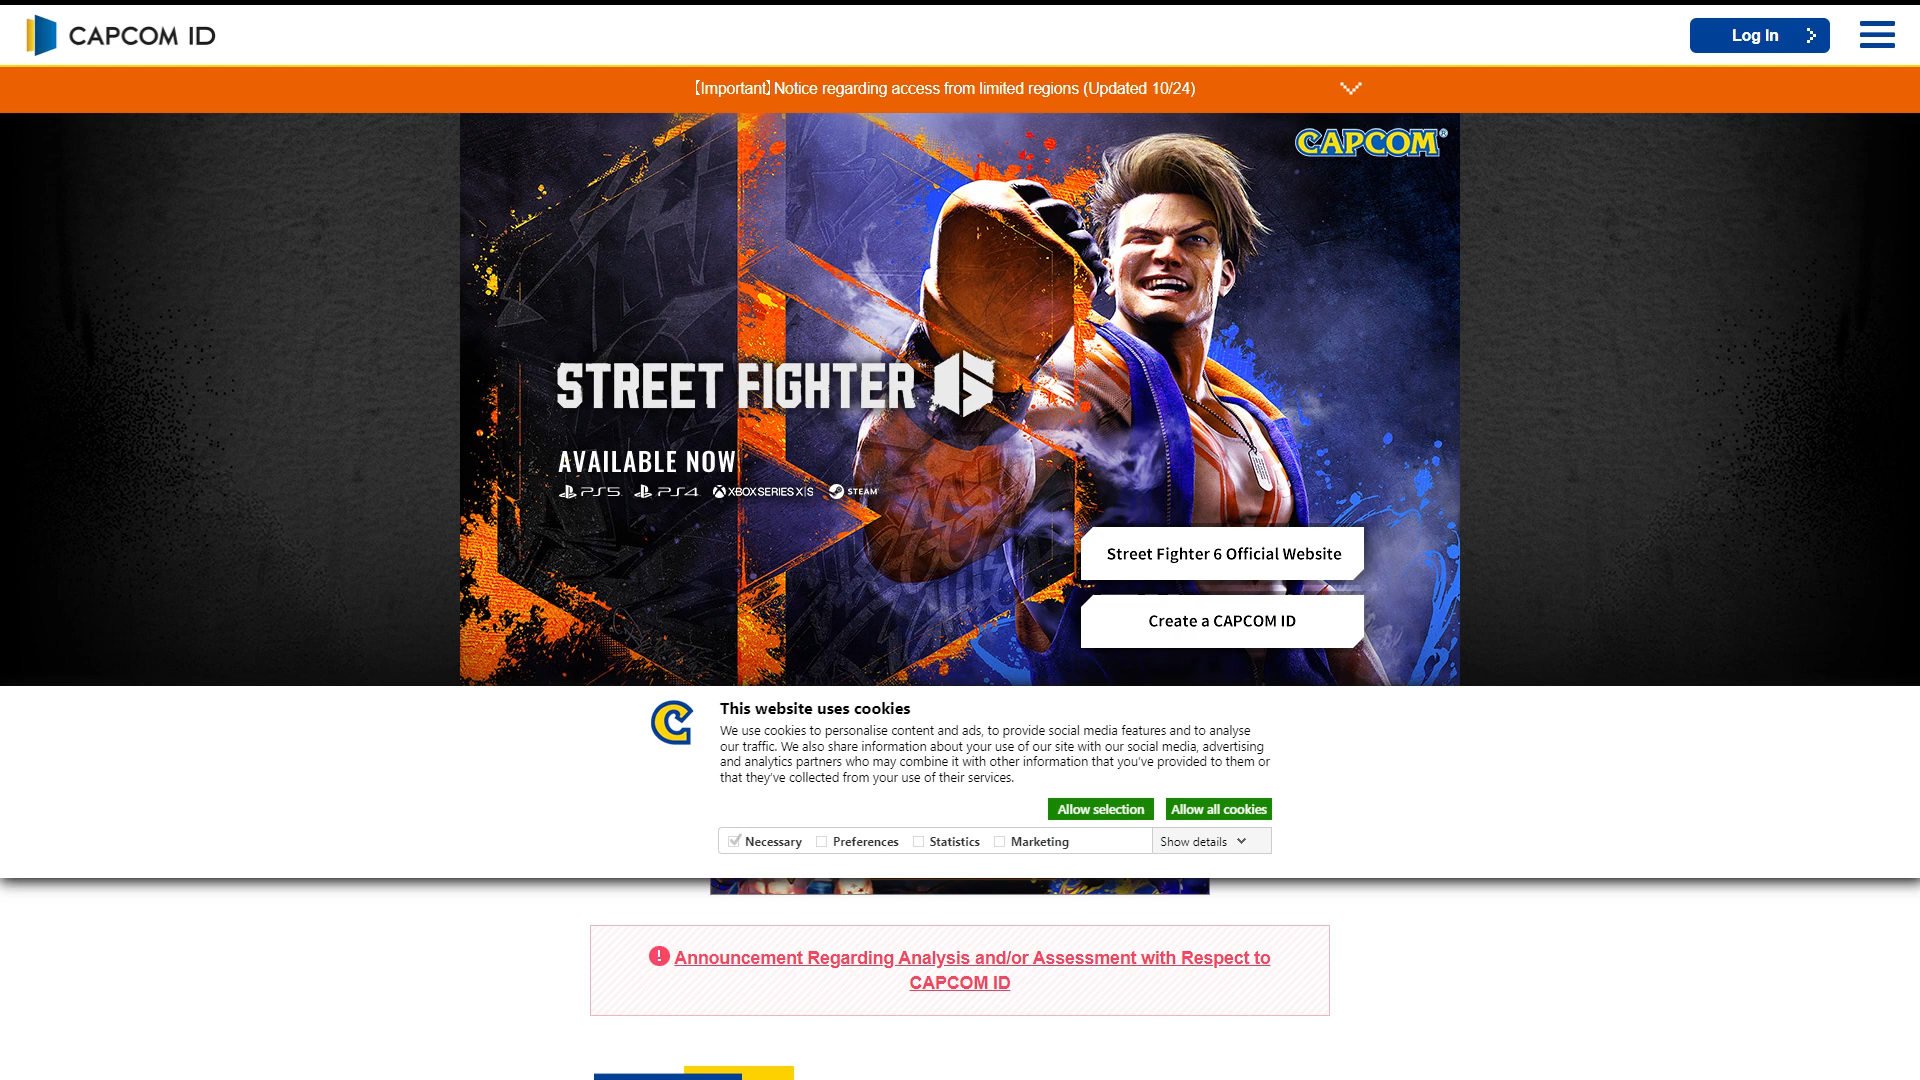 CAPCOM ID
Log In
【Important】Notice regarding access from limited regions (Updated 10/24)
CAPCOM®
STREET FIGHTER™ 6
AVAILABLE NOW
PS5 PS4 XBOX SERIES X|S STEAM
Street Fighter 6 Official Website
Create a CAPCOM ID
This website uses cookies
We use cookies to personalise content and ads, to provide social media features and to analyse
our traffic. We also share information about your use of our site with our social media, advertising
and analytics partners who may combine it with other information that you've provided to them or
that they've collected from your use of their services.
Allow selection Allow all cookies
Necessary Preferences Statistics Marketing Show details
Announcement Regarding Analysis and/or Assessment with Respect to
CAPCOM ID